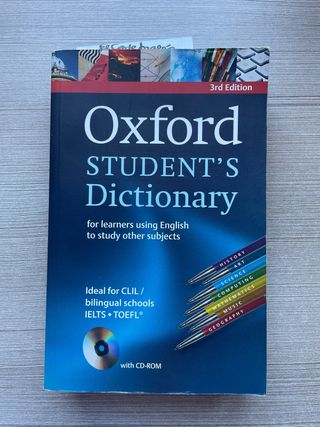 3rd Edition
Oxford
STUDENT'S
Dictionary
for learners using English
to study other subjects
HISTORY
ART
SCIENCE
COMPUTING
MATHEMATICS
MUSIC
GEOGRAPHY
Ideal for CLIL /
bilingual schools
IELTS • TOEFL®
with CD-ROM